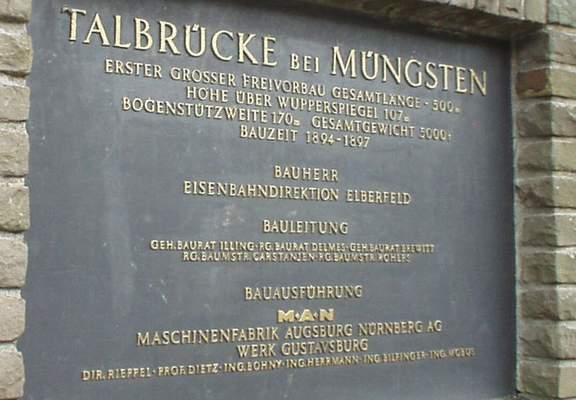 TALBRÜCKE BEI MÜNGSTEN
ERSTER GROSSER FREIVORBAU GESAMTLÄNGE - 500m
HÖHE ÜBER WUPPERSPIEGEL 107m
BOGENSTÜTZWEITE 170m GESAMTGEWICHT 5000t
BAUZEIT 1894-1897
BAUHERR
EISENBAHNDIREKTION ELBERFELD
BAULEITUNG
GEH.BAURAT ILLING·RG.BAURAT DELMES·GEH.BAURAT BREWITT
RG.BAUMSTR.CARSTANJEN·RG.BAUMSTR.ROHLFS
BAUAUSFÜHRUNG
M·A·N
MASCHINENFABRIK AUGSBURG NÜRNBERG AG
WERK GUSTAVSBURG
DIR.RIEPPEL·PROF.DIETZ·ING.BOHNY·ING.HERRMANN·ING.BILFINGER·ING.